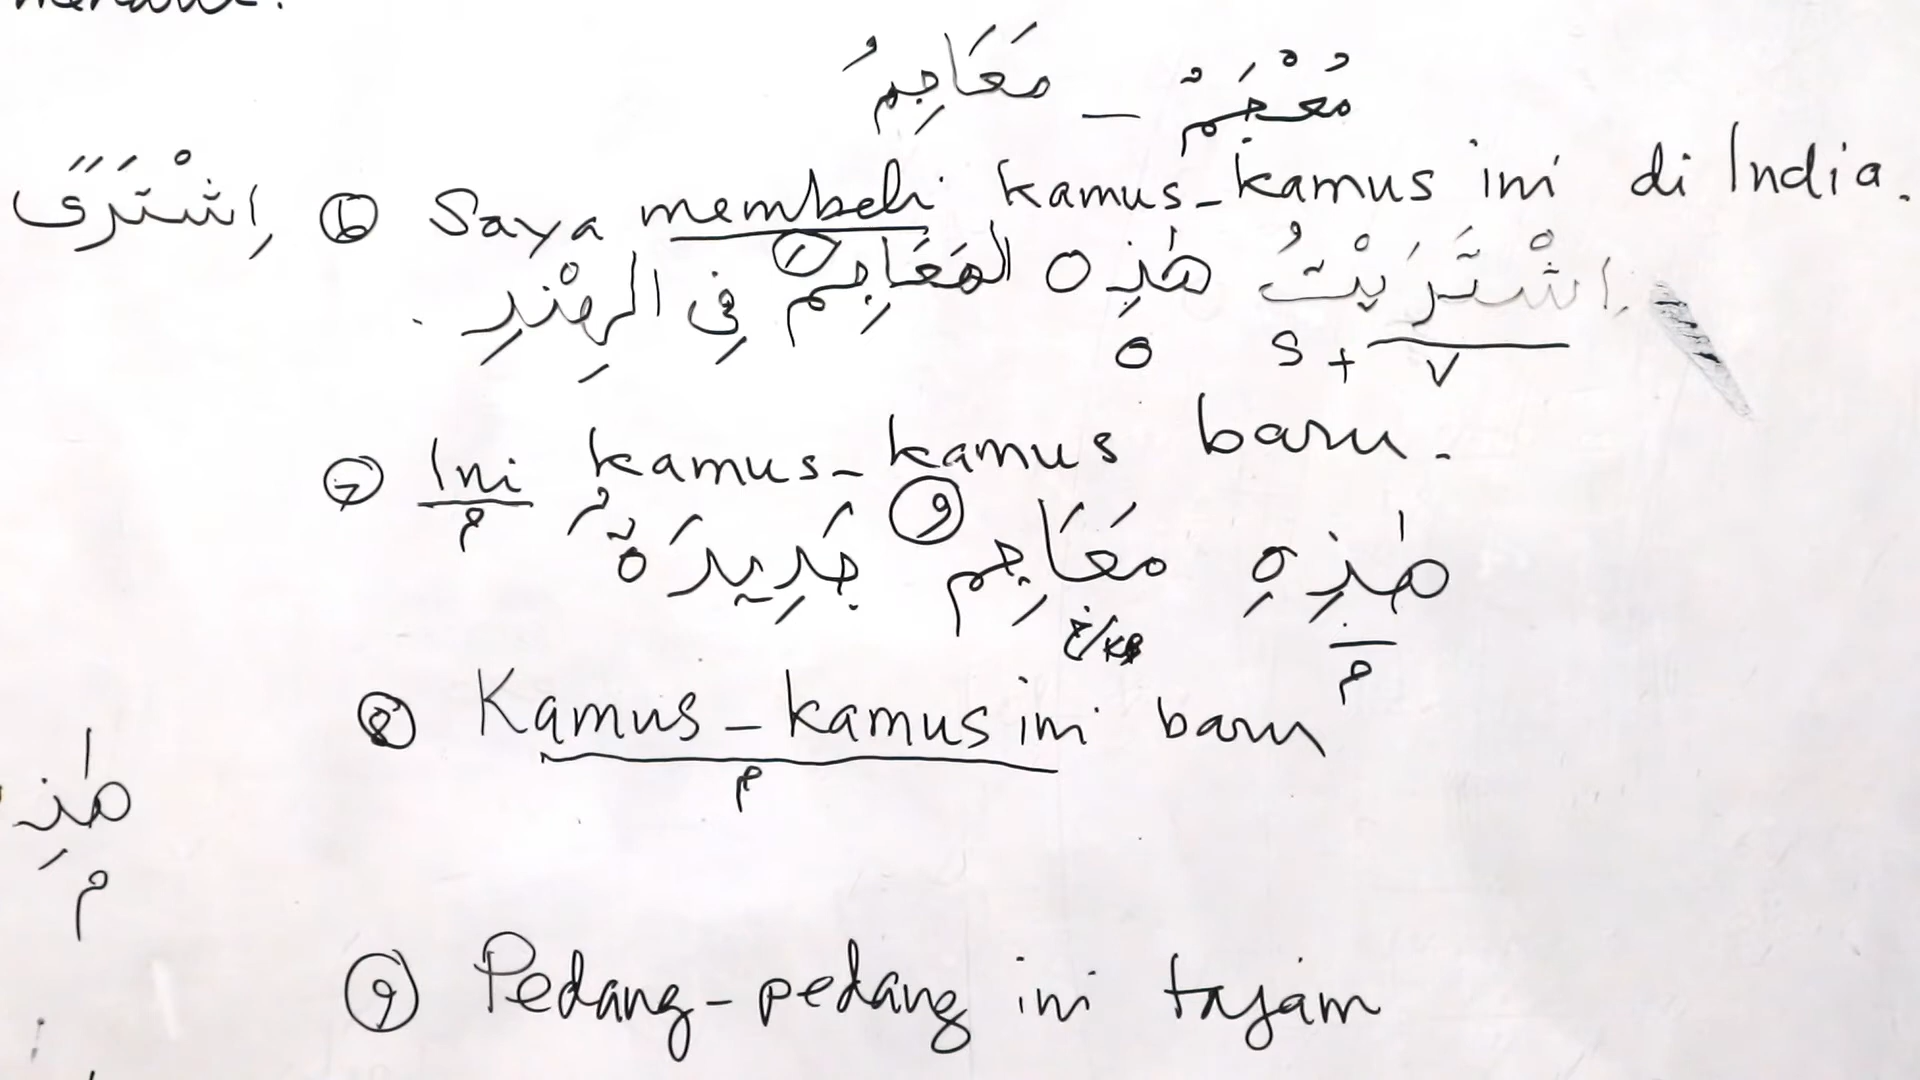 مُعْجَمٌ – مَعَاجِمُ
اِشْتَرَى
⑥ Saya membeli kamus-kamus ini di India.
اِشْتَرَيْتُ هٰذِه المَعَاجِمَ فِي الهِنْدِ.
V + S O
⑦ Ini kamus-kamus baru.
م
هٰذِهِ مَعَاجِمُ جَدِيدَةٌ
م
⑧ Kamus-kamus ini baru
م
هٰذِ
م
⑨ Pedang-pedang ini tajam